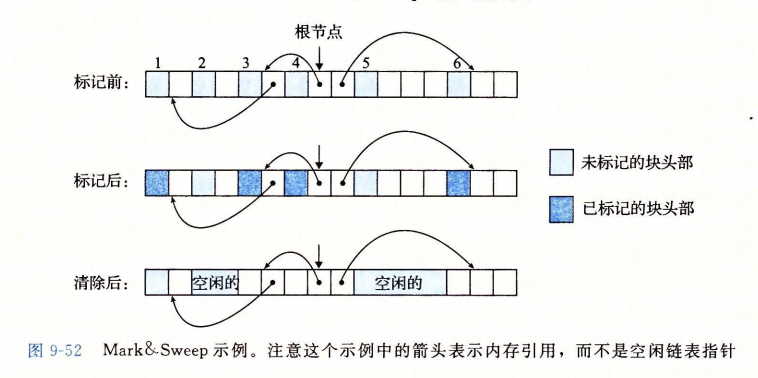 根节点
1 2 3 4 5 6
标记前：
标记后：
未标记的块头部
已标记的块头部
清除后： 空闲的 空闲的
图 9-52 Mark&Sweep 示例。注意这个示例中的箭头表示内存引用，而不是空闲链表指针